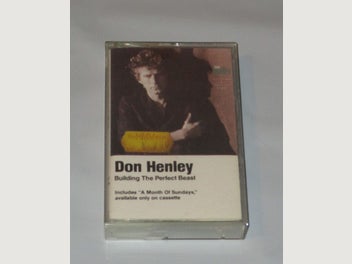 Don Henley
Building The Perfect Beast
Includes "A Month Of Sundays,"
available only on cassette